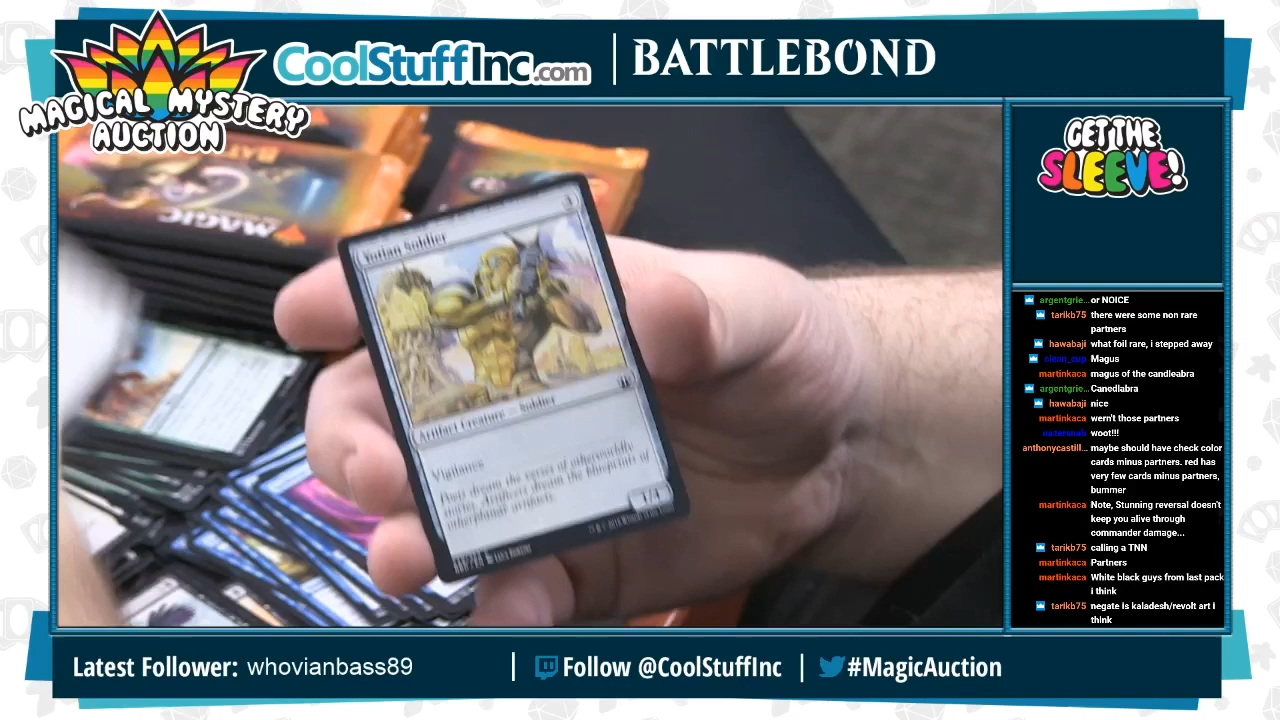 MAGICAL MYSTERY
AUCTION
COOLSTUFFINC.com
BATTLEBOND
GET THE
SLEEVE!
MAGIC
Yotian Soldier
Artifact Creature — Soldier
Vigilance
1/4
argentgrie... or NOICE
tarikb75 there were some non rare
partners
hawabaji what foil rare, i stepped away
clean_cup Magus
martinkaca magus of the candleabra
argentgrie... Canedlabra
hawabaji nice
martinkaca wern't those partners
woot!!!
anthonycastill... maybe should have check color
cards minus partners. red has
very few cards minus partners,
bummer
martinkaca Note, Stunning reversal doesn't
keep you alive through
commander damage...
tarikb75 calling a TNN
martinkaca Partners
martinkaca White black guys from last pack
i think
tarikb75 negate is kaladesh/revolt art i
think
Latest Follower: whovianbass89
Follow @CoolStuffInc
#MagicAuction